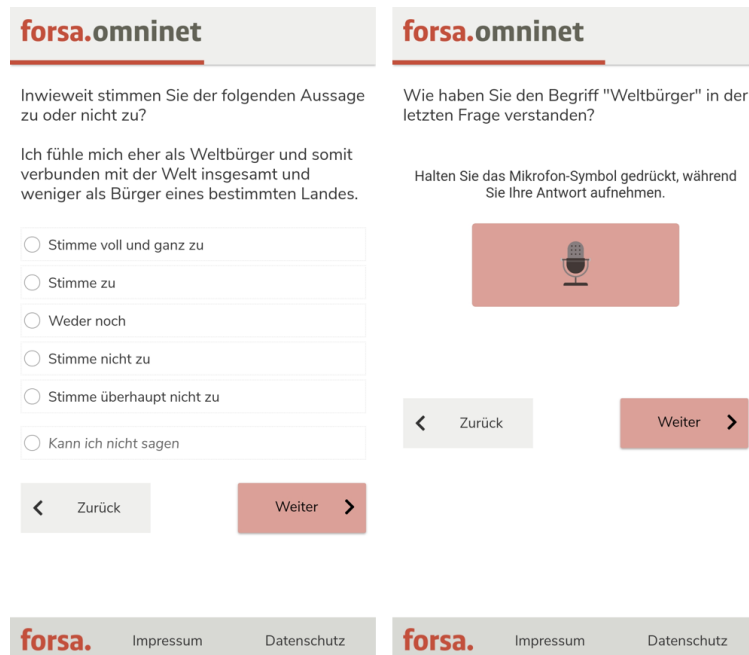 forsa.omninet
Inwieweit stimmen Sie der folgenden Aussage
zu oder nicht zu?
Ich fühle mich eher als Weltbürger und somit
verbunden mit der Welt insgesamt und
weniger als Bürger eines bestimmten Landes.
Stimme voll und ganz zu
Stimme zu
Weder noch
Stimme nicht zu
Stimme überhaupt nicht zu
Kann ich nicht sagen
Zurück
Weiter
forsa.
Impressum
Datenschutz
forsa.omninet
Wie haben Sie den Begriff "Weltbürger" in der
letzten Frage verstanden?
Halten Sie das Mikrofon-Symbol gedrückt, während
Sie Ihre Antwort aufnehmen.
Zurück
Weiter
forsa.
Impressum
Datenschutz